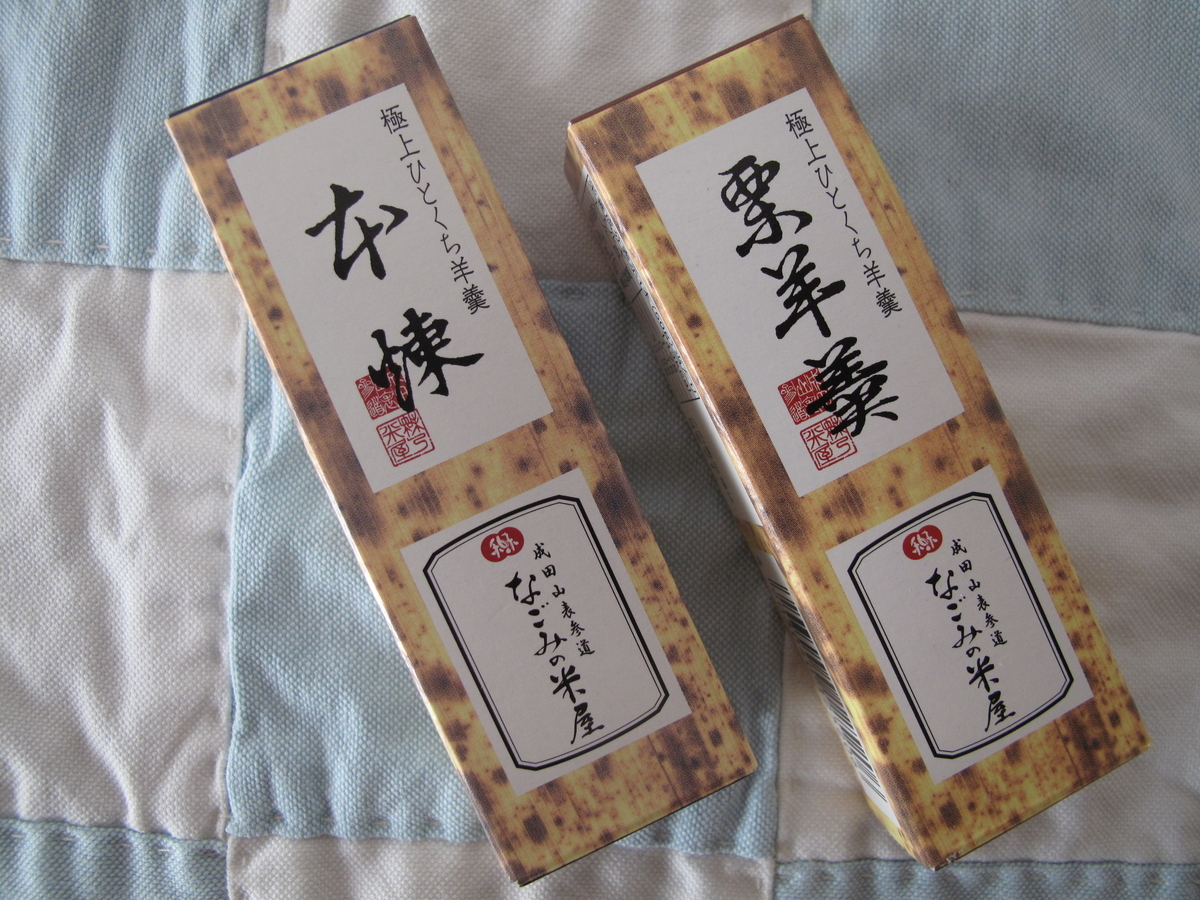 極上ひとくち羊羹
本煉
成田山表参道
なごみの米屋
極上ひとくち羊羹
栗羊羹
成田山表参道
なごみの米屋